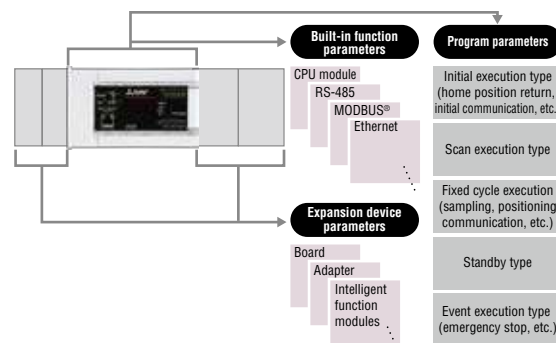 Built-in function
parameters
CPU module
RS-485
MODBUS®
Ethernet
Expansion device
parameters
Board
Adapter
Intelligent
function
modules
Program parameters
Initial execution type
(home position return,
initial communication, etc.
Scan execution type
Fixed cycle execution
(sampling, positioning
communication, etc.)
Standby type
Event execution type
(emergency stop, etc.)